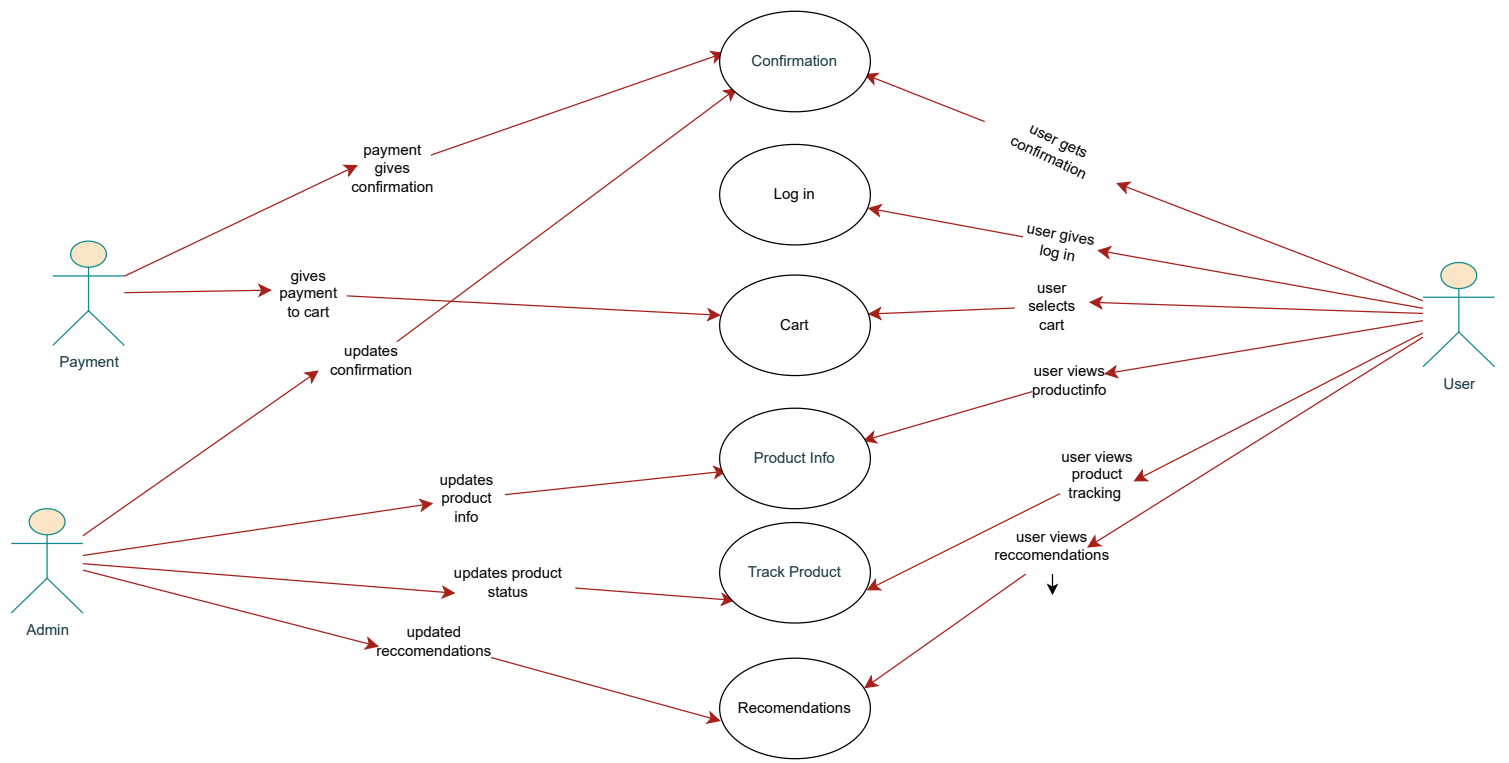 Confirmation
user gets
confirmation
payment
gives
confirmation
Log in
user gives
log in
gives
payment
to cart
user
selects
cart
Cart
Payment
updates
confirmation
user views
productinfo
User
Product Info
user views
product
tracking
updates
product
info
user views
reccomendations
Track Product
updates product
status
Admin
updated
reccomendations
Recomendations